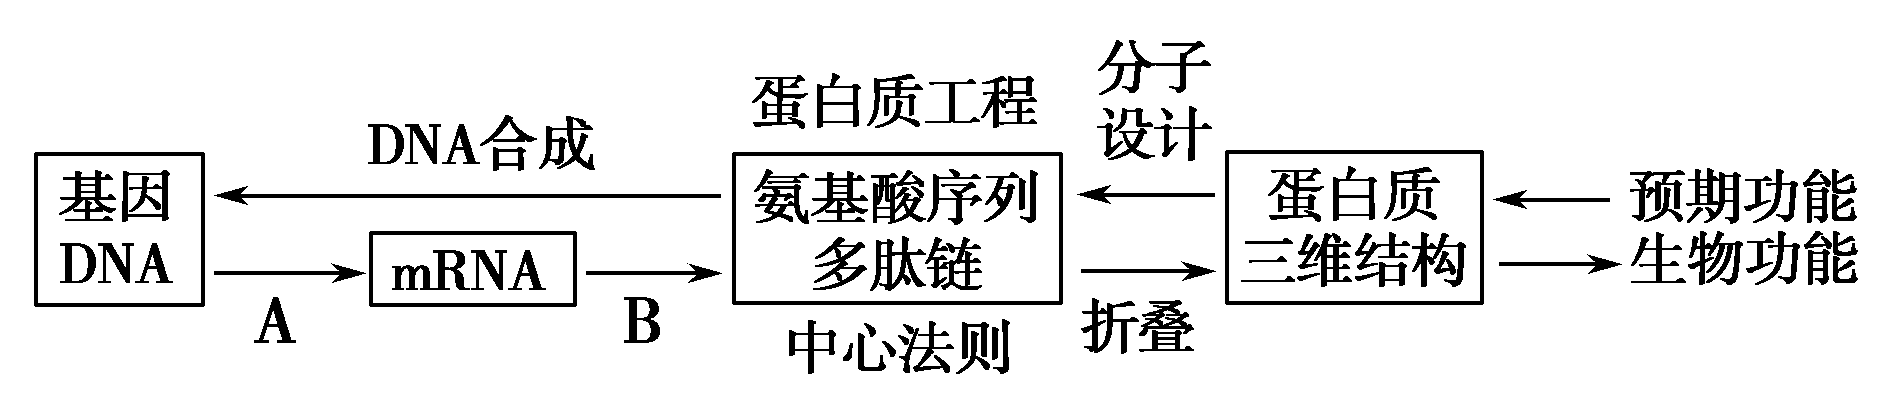 分子
设计
蛋白质工程
DNA合成
基因
DNA
A
mRNA
B
氨基酸序列
多肽链
中心法则
折叠
蛋白质
三维结构
预期功能
生物功能